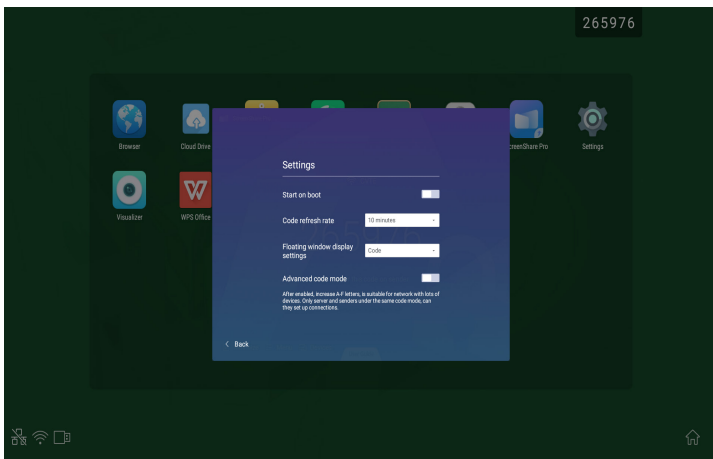 265976
Browser
Cloud Drive
creenShare Pro
Settings
Visualizer
WPS Office
Settings
Start on boot
Code refresh rate
10 minutes
Floating window display
settings
Code
Advanced code mode
After enabled, increase A-F letters, is suitable for network with lots of
devices. Only server and senders under the same code mode, can
they set up connections.
Back